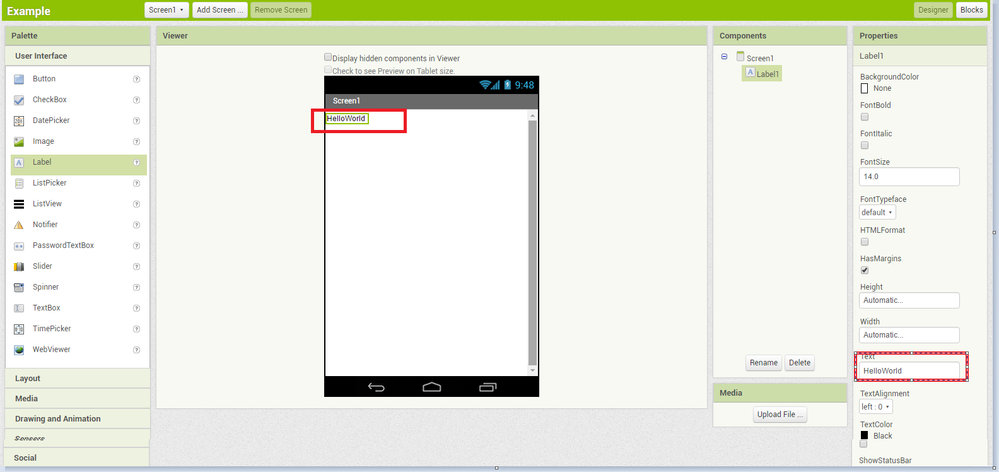 Example
Screen1
Add Screen ...
Remove Screen
Designer
Blocks
Palette
User Interface
Button
CheckBox
DatePicker
Image
Label
ListPicker
ListView
Notifier
PasswordTextBox
Slider
Spinner
TextBox
TimePicker
WebViewer
Layout
Media
Drawing and Animation
Sensors
Social
Viewer
Display hidden components in Viewer
Check to see Preview on Tablet size.
9:48
Screen1
HelloWorld
Components
Screen1
A Label1
Rename
Delete
Media
Upload File ...
Properties
Label1
BackgroundColor
None
FontBold
FontItalic
FontSize
14.0
FontTypeface
default
HTMLFormat
HasMargins
Height
Automatic...
Width
Automatic...
Text
HelloWorld
TextAlignment
left : 0
TextColor
Black
ShowStatusBar